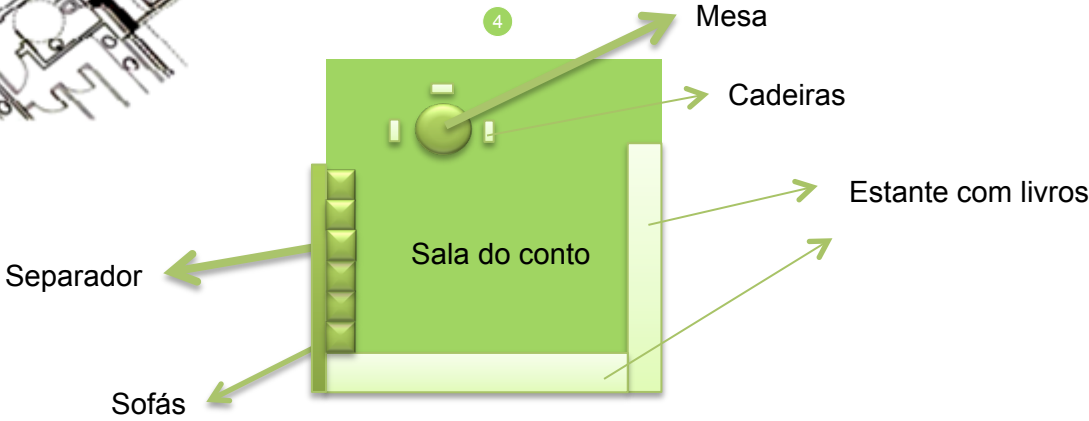 4
Mesa
Cadeiras
Estante com livros
Sala do conto
Separador
Sofás